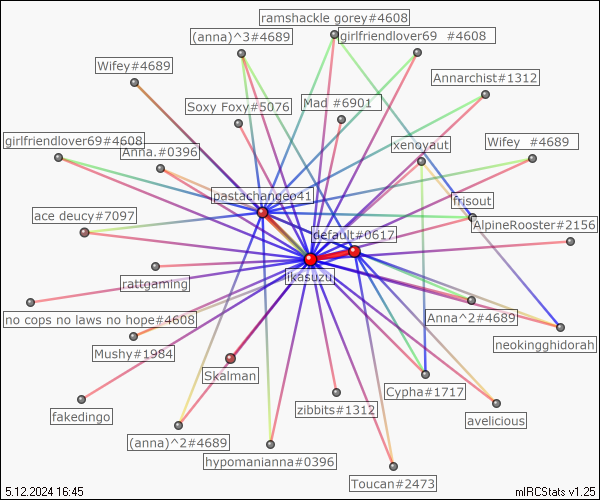 ramshackle gorey#4608
(anna)^3#4689
girlfriendlover69 #4608
Wifey#4689
Annarchist#1312
Soxy Foxy#5076
Mad #6901
girlfriendlover69#4608
Anna.#0396
xenoyaut
Wifey #4689
pastachangeo41
frisout
ace deucy#7097
default#0617
AlpineRooster#2156
ikasuzu
rattgaming
no cops no laws no hope#4608
Anna^2#4689
neokingghidorah
Mushy#1984
Skalman
Cypha#1717
fakedingo
zibbits#1312
avelicious
(anna)^2#4689
hypomanianna#0396
Toucan#2473
5.12.2024 16:45
mIRCStats v1.25